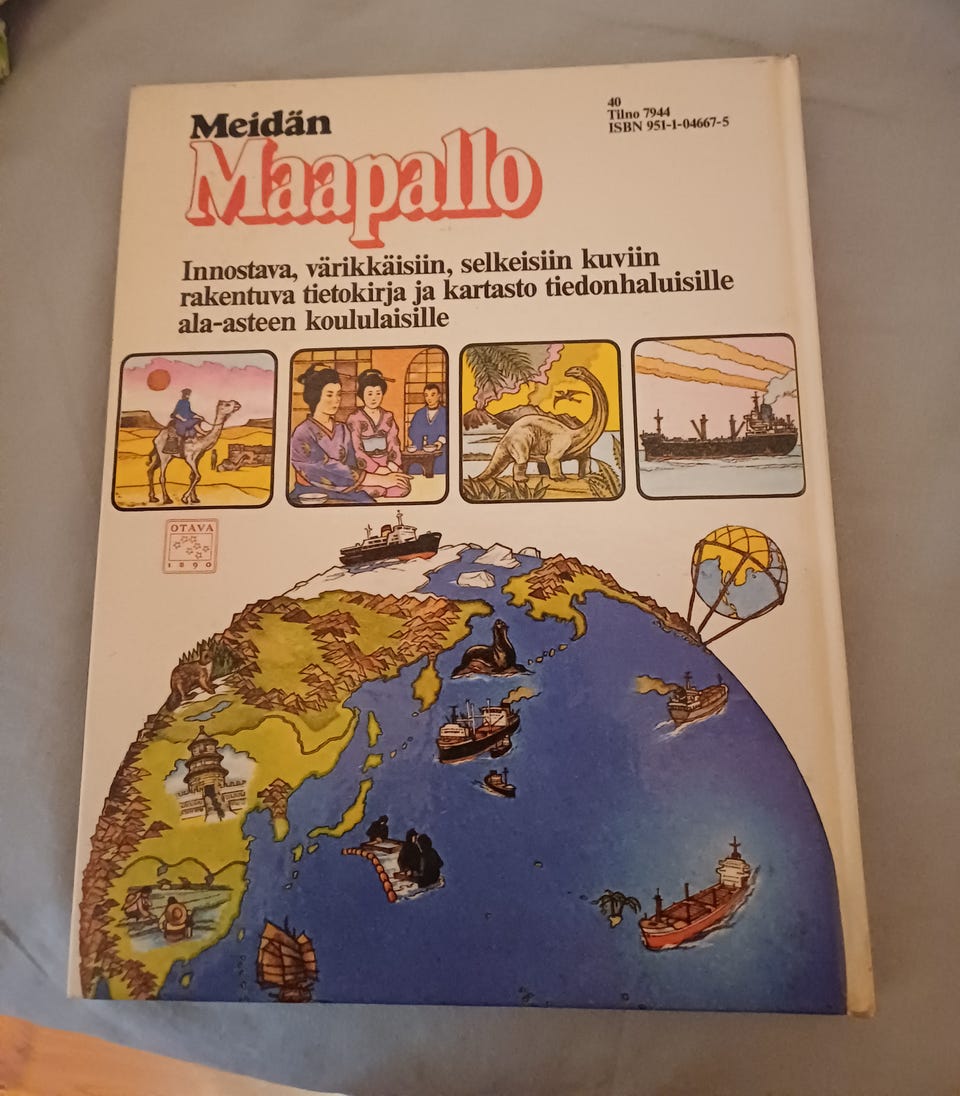 Meidän
Maapallo
40
Tilno 7944
ISBN 951-1-04667-5
Innostava, värikkäisiin, selkeisiin kuviin
rakentuva tietokirja ja kartasto tiedonhaluisille
ala-asteen koululaisille
OTAVA
1890